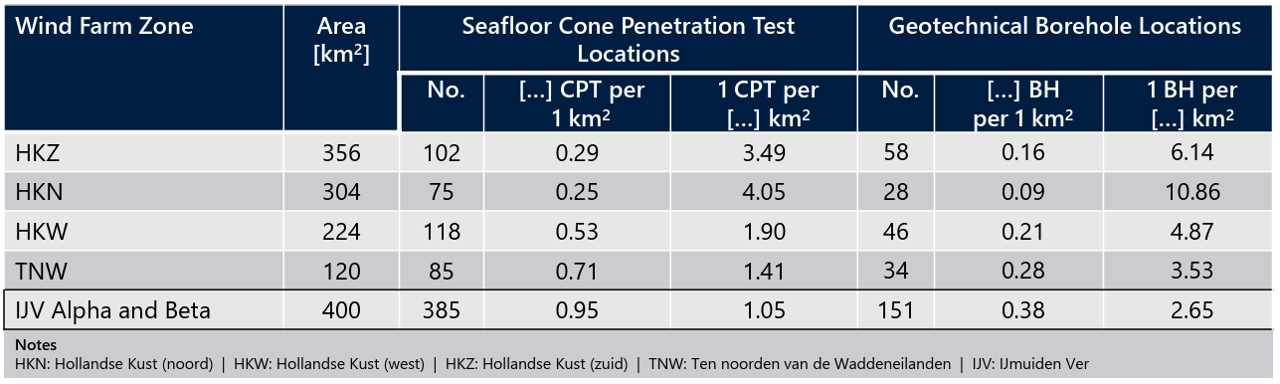 Wind Farm Zone Area [km²] Seafloor Cone Penetration Test Locations Geotechnical Borehole Locations
No. [...] CPT per 1 km² 1 CPT per [...] km² No. [...] BH per 1 km² 1 BH per [...] km²
HKZ 356 102 0.29 3.49 58 0.16 6.14
HKN 304 75 0.25 4.05 28 0.09 10.86
HKW 224 118 0.53 1.90 46 0.21 4.87
TNW 120 85 0.71 1.41 34 0.28 3.53
IJV Alpha and Beta 400 385 0.95 1.05 151 0.38 2.65
Notes
HKN: Hollandse Kust (noord) | HKW: Hollandse Kust (west) | HKZ: Hollandse Kust (zuid) | TNW: Ten noorden van de Waddeneilanden | IJV: IJmuiden Ver